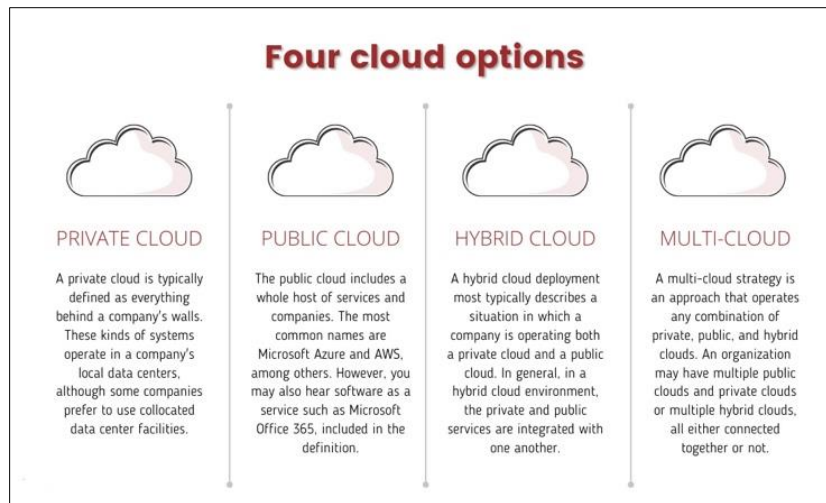 Four cloud options
PRIVATE CLOUD
A private cloud is typically
defined as everything
behind a company's walls.
These kinds of systems
operate in a company's
local data centers,
although some companies
prefer to use collocated
data center facilities.
PUBLIC CLOUD
The public cloud includes a
whole host of services and
companies. The most
common names are
Microsoft Azure and AWS,
among others. However, you
may also hear software as a
service such as Microsoft
Office 365, included in the
definition.
HYBRID CLOUD
A hybrid cloud deployment
most typically describes a
situation in which a
company is operating both
a private cloud and a public
cloud. In general, in a
hybrid cloud environment,
the private and public
services are integrated with
one another.
MULTI-CLOUD
A multi-cloud strategy is
an approach that operates
any combination of
private, public, and hybrid
clouds. An organization
may have multiple public
clouds and private clouds
or multiple hybrid clouds,
all either connected
together or not.